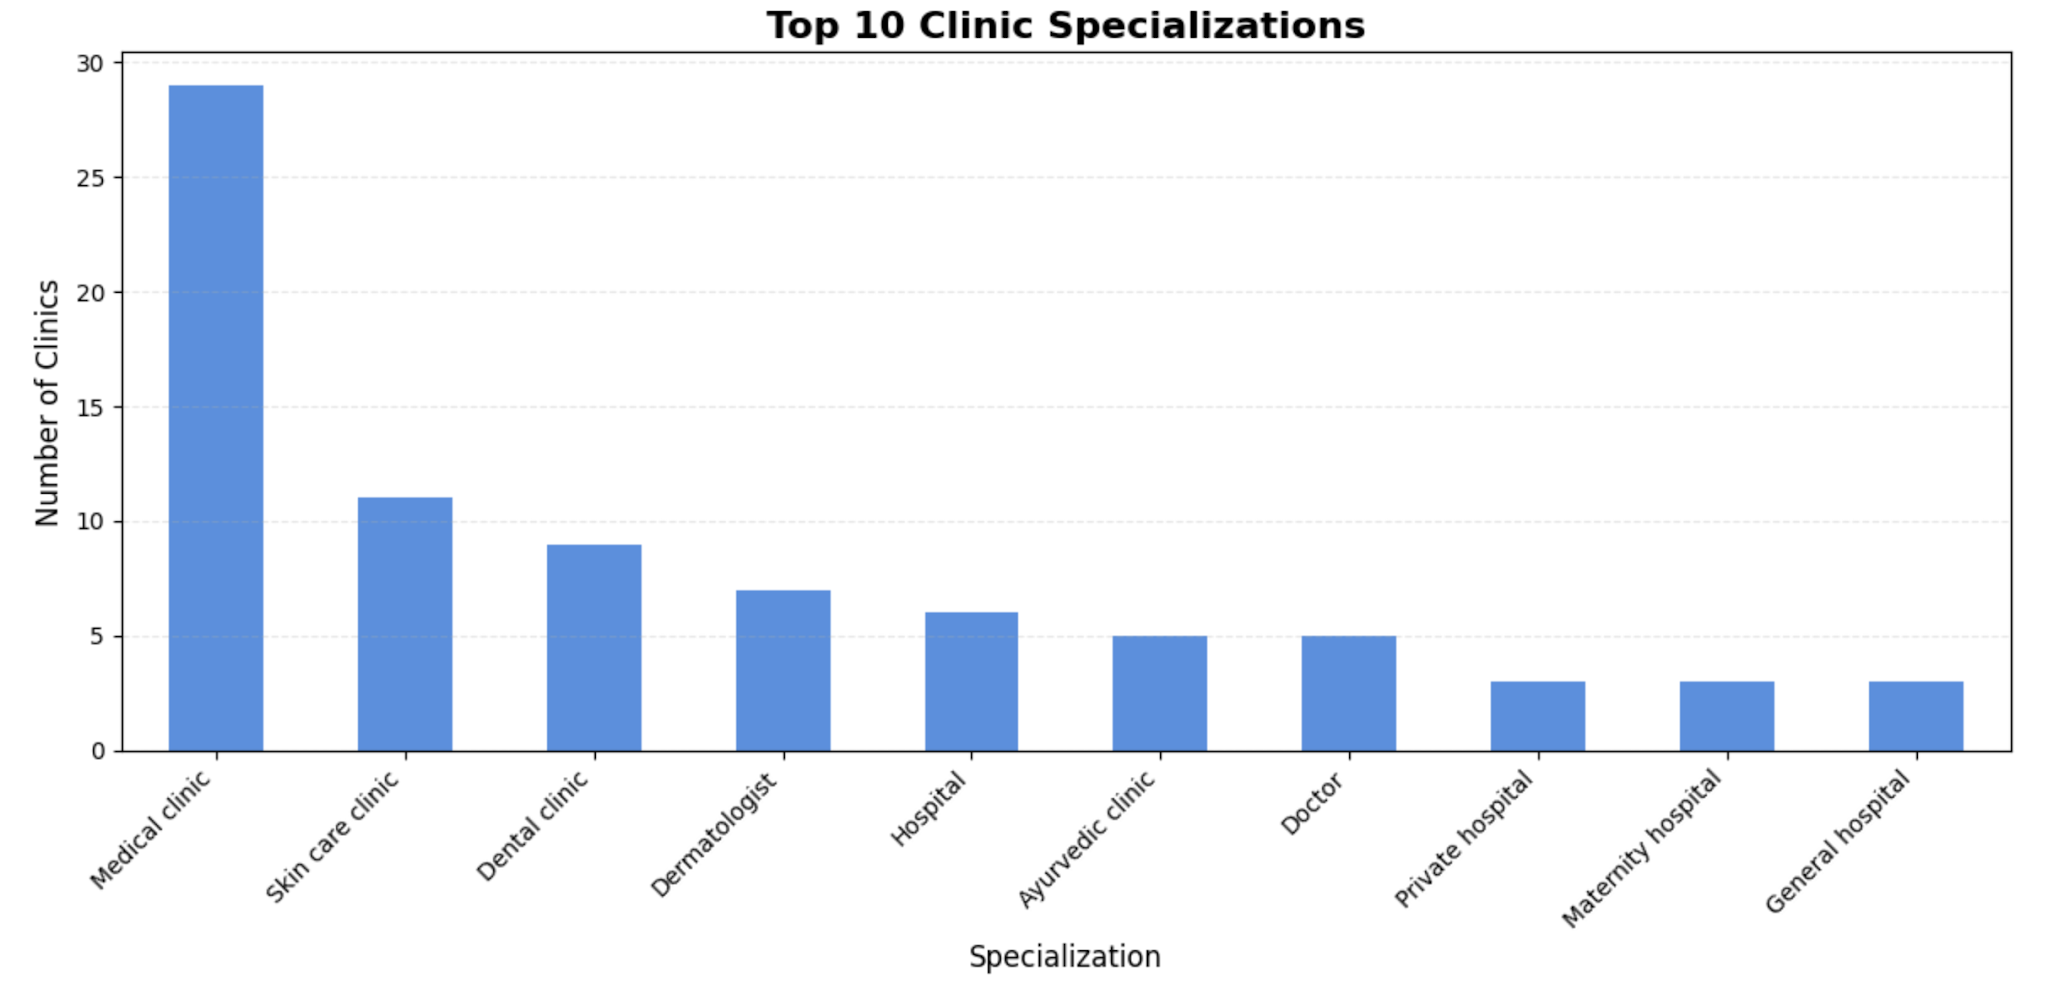 Top 10 Clinic Specializations
30
25
20
15
10
5
0
Number of Clinics
Medical clinic
Skin care clinic
Dental clinic
Dermatologist
Hospital
Ayurvedic clinic
Doctor
Private hospital
Maternity hospital
General hospital
Specialization